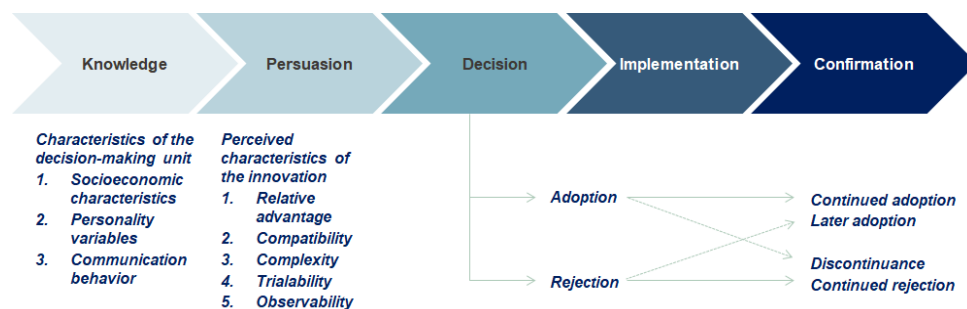 Knowledge
Persuasion
Decision
Implementation
Confirmation
Characteristics of the
decision-making unit
1. Socioeconomic
characteristics
2. Personality
variables
3. Communication
behavior
Perceived
characteristics of
the innovation
1. Relative
advantage
2. Compatibility
3. Complexity
4. Trialability
5. Observability
Adoption
Rejection
Continued adoption
Later adoption
Discontinuance
Continued rejection